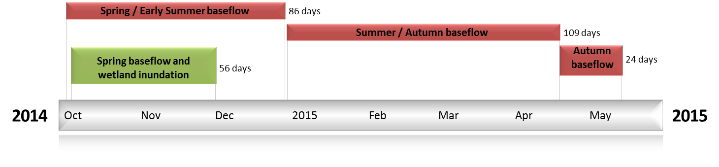 Spring / Early Summer baseflow
86 days
Summer / Autumn baseflow
109 days
Spring baseflow and
wetland inundation
56 days
Autumn
baseflow
24 days
2014
Oct
Nov
Dec
2015
Feb
Mar
Apr
May
2015